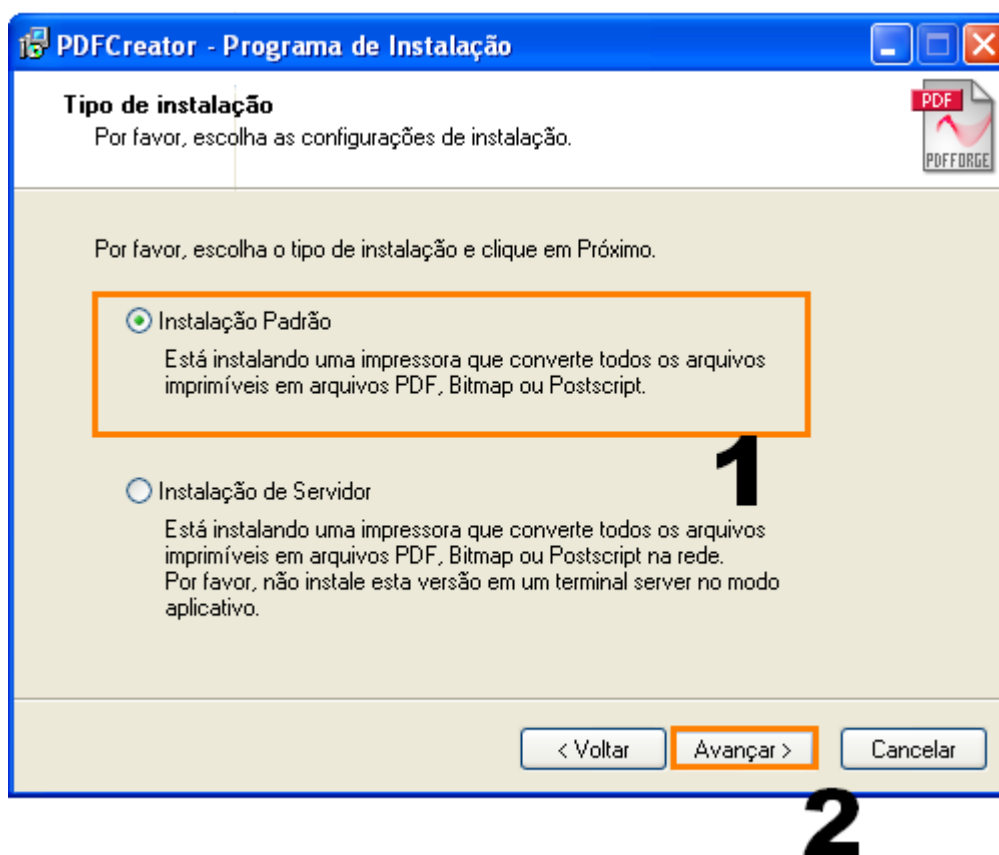 PDFCreator - Programa de Instalação
Tipo de instalação
Por favor, escolha as configurações de instalação.
PDF
PDFFORGE
Por favor, escolha o tipo de instalação e clique em Próximo.
Instalação Padrão
Está instalando uma impressora que converte todos os arquivos
imprimíveis em arquivos PDF, Bitmap ou Postscript.
1
Instalação de Servidor
Está instalando uma impressora que converte todos os arquivos
imprimíveis em arquivos PDF, Bitmap ou Postscript na rede.
Por favor, não instale esta versão em um terminal server no modo
aplicativo.
< Voltar Avançar > Cancelar
2